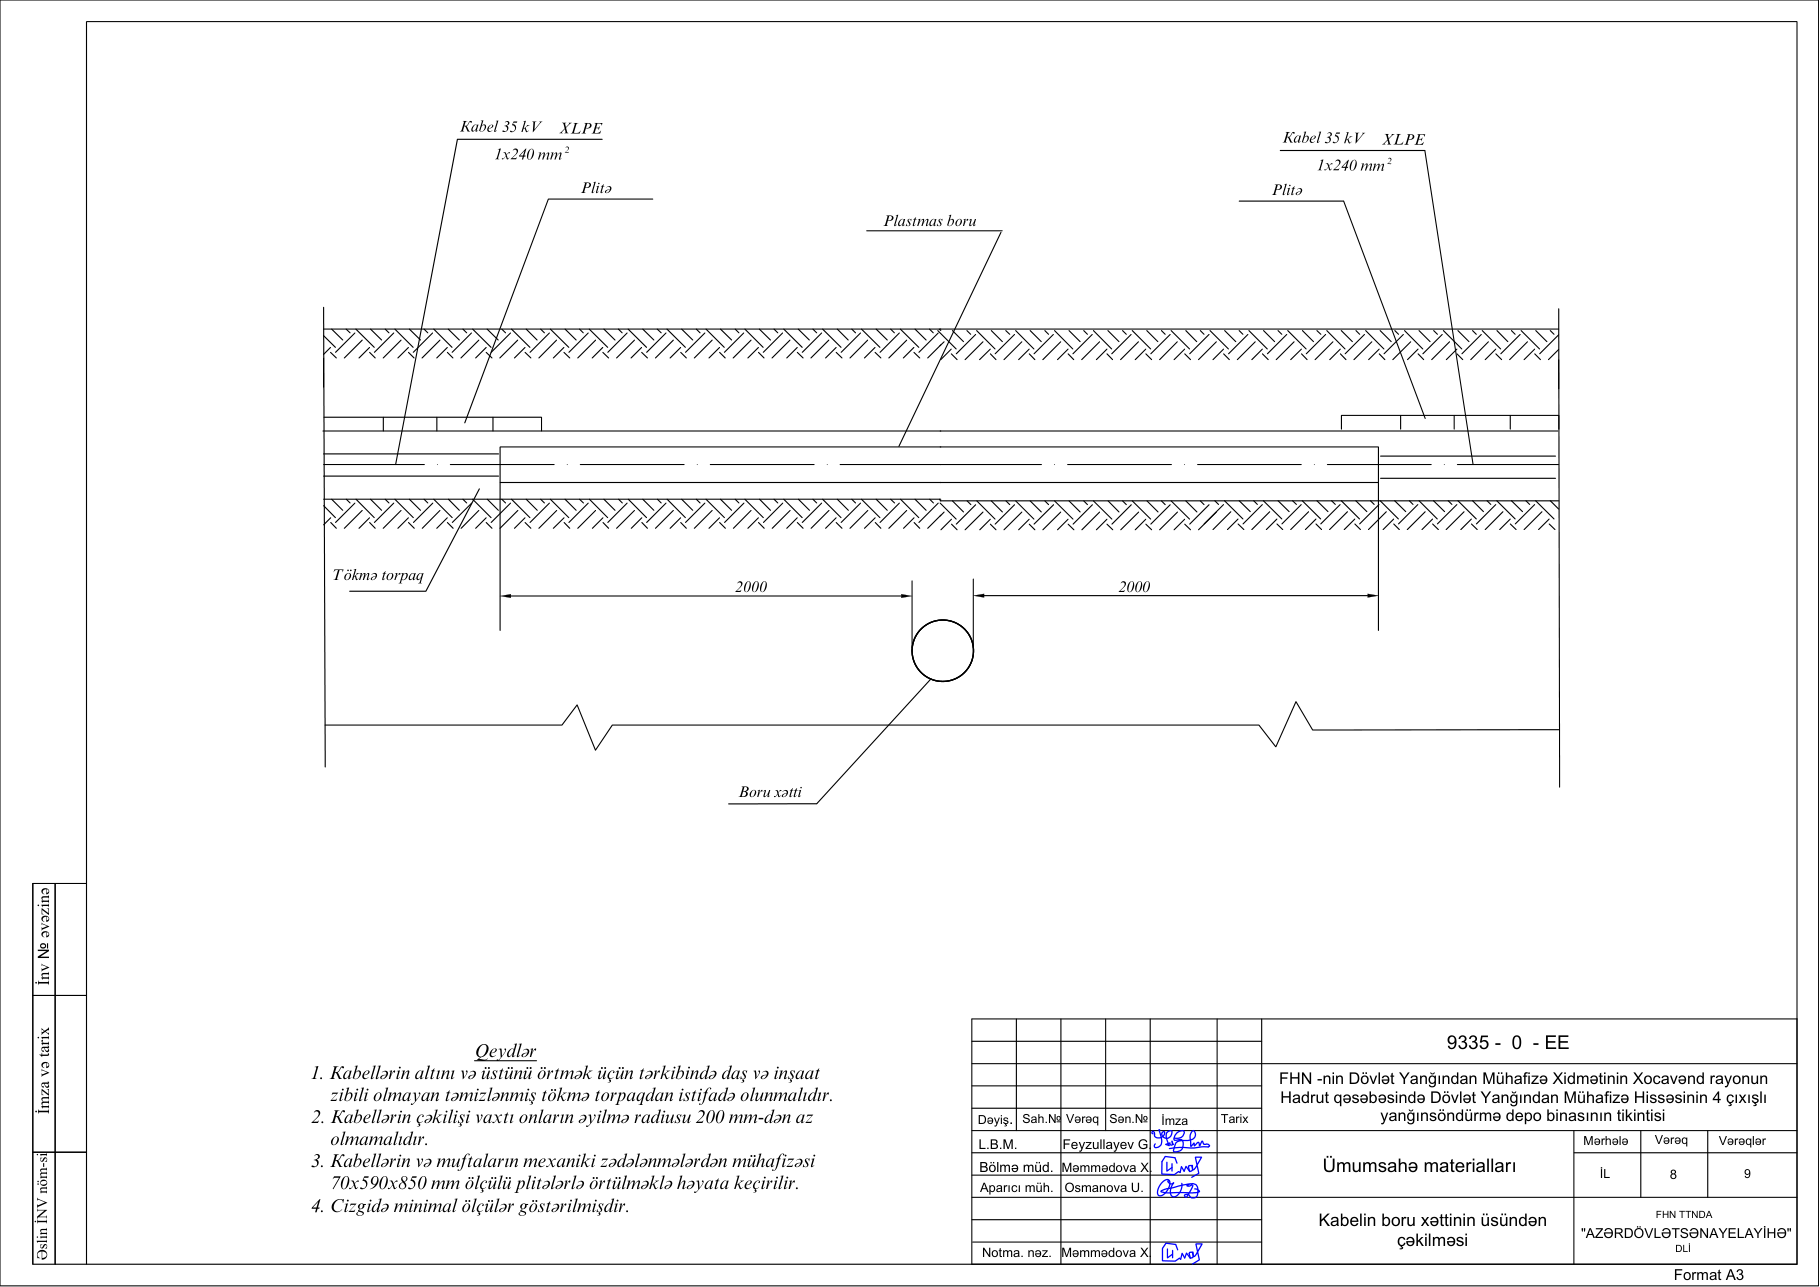 Kabel 35 kV XLPE
1x240 mm²
Plitə
Plastmas boru
Kabel 35 kV XLPE
1x240 mm²
Plitə
Tökmə torpaq
2000
2000
Boru xətti
Qeydlər
1. Kabellərin altını və üstünü örtmək üçün tərkibində daş və inşaat
zibili olmayan təmizlənmiş tökmə torpaqdan istifadə olunmalıdır.
2. Kabellərin çəkilişi vaxtı onların əyilmə radiusu 200 mm-dən az
olmamalıdır.
3. Kabellərin və muftaların mexaniki zədələnmələrdən mühafizəsi
70x590x850 mm ölçülü plitələrlə örtülməklə həyata keçirilir.
4. Cizgidə minimal ölçülər göstərilmişdir.
İnv № əvəzinə
İmza və tarix
Əslin İNV nöm-si
9335 - 0 - EE
FHN -nin Dövlət Yanğından Mühafizə Xidmətinin Xocavənd rayonun
Hadrut qəsəbəsində Dövlət Yanğından Mühafizə Hissəsinin 4 çıxışlı
yanğınsöndürmə depo binasının tikintisi
Dəyiş. Sah.№ Vərəq Sən.№ İmza Tarix
L.B.M. Feyzullayev G
Bölmə müd. Məmmədova X.
Aparıcı müh. Osmanova U.
Notma. nəz. Məmmədova X.
Ümumsahə materialları
Mərhələ Vərəq Vərəqlər
İL 8 9
Kabelin boru xəttinin üsündən
çəkilməsi
FHN TTNDA
"AZƏRDÖVLƏTSƏNAYELAYİHƏ"
DLİ
Format A3